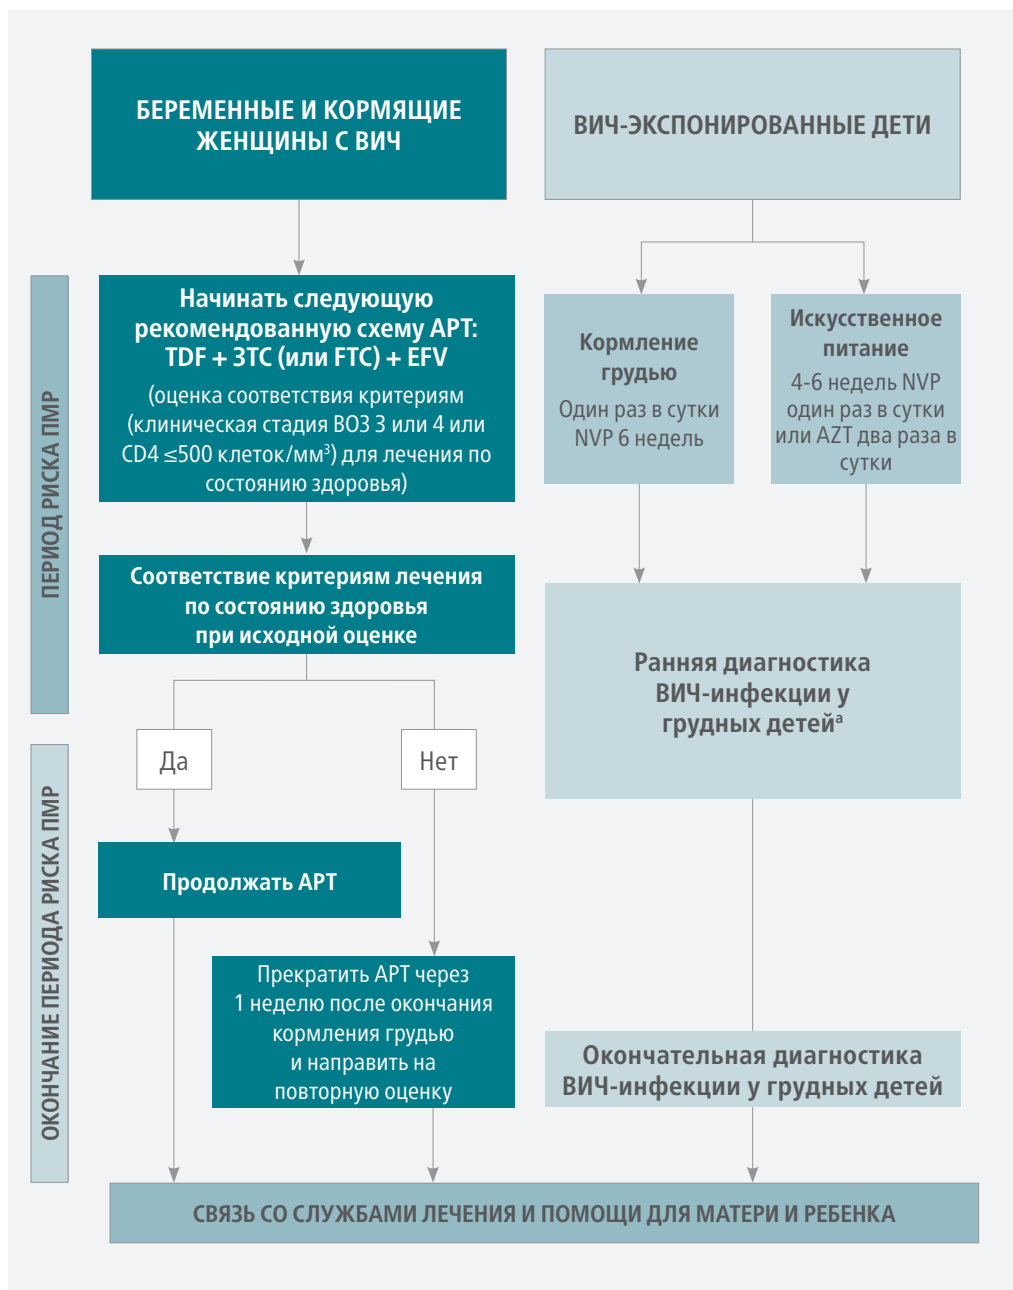 БЕРЕМЕННЫЕ И КОРМЯЩИЕ
ЖЕНЩИНЫ С ВИЧ
ВИЧ-ЭКСПОНИРОВАННЫЕ ДЕТИ
ПЕРИОД РИСКА ПМР
Начинать следующую
рекомендованную схему АРТ:
TDF + 3TC (или FTC) + EFV
(оценка соответствия критериям
(клиническая стадия ВОЗ 3 или 4 или
CD4 ≤500 клеток/мм³) для лечения по
состоянию здоровья)
Кормление
грудью
Один раз в сутки
NVP 6 недель
Искусственное
питание
4-6 недель NVP
один раз в сутки
или AZT два раза в
сутки
Соответствие критериям лечения
по состоянию здоровья
при исходной оценке
Ранняя диагностика
ВИЧ-инфекции у
грудных детейᵃ
ОКОНЧАНИЕ ПЕРИОДА РИСКА ПМР
Да
Нет
Продолжать АРТ
Прекратить АРТ через
1 неделю после окончания
кормления грудью
и направить на
повторную оценку
Окончательная диагностика
ВИЧ-инфекции у грудных детей
СВЯЗЬ СО СЛУЖБАМИ ЛЕЧЕНИЯ И ПОМОЩИ ДЛЯ МАТЕРИ И РЕБЕНКА